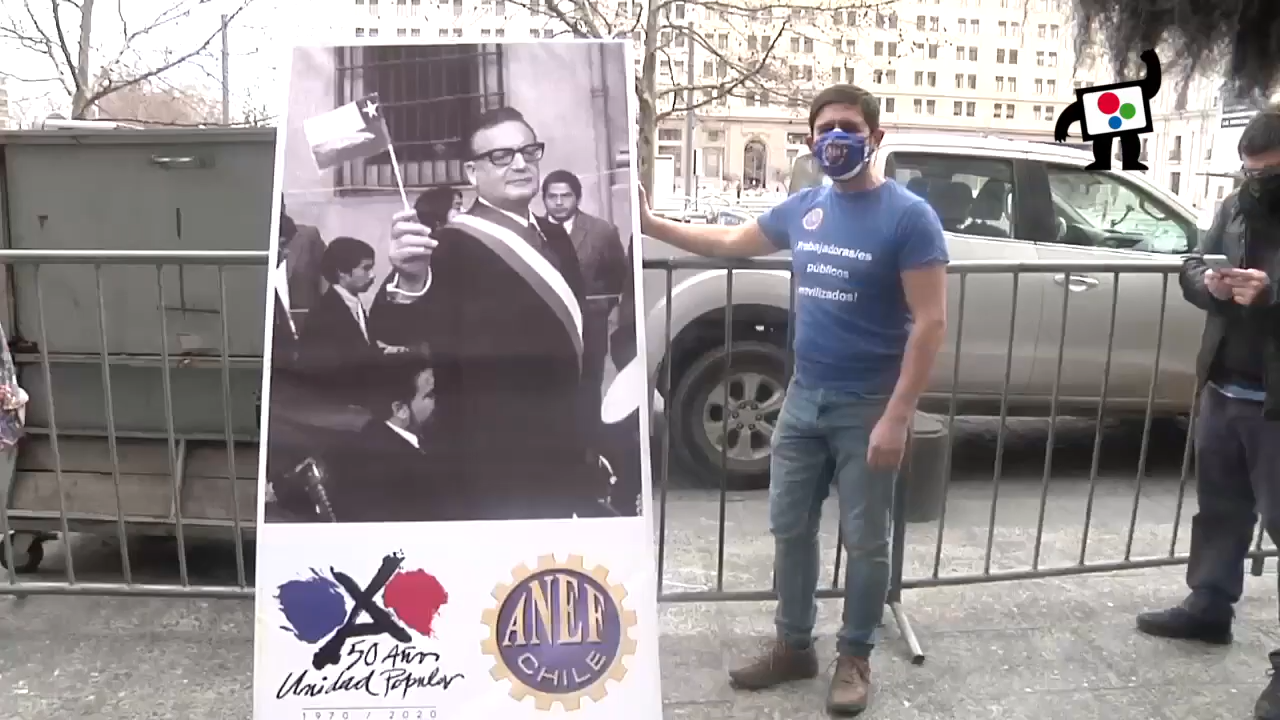 Trabajadoras/es
públicos
movilizados!
50 Años
Unidad Popular
1970 / 2020
ANEF
CHILE